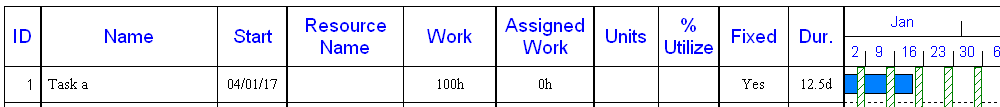 ID Name Start Resource Name Work Assigned Work Units % Utilize Fixed Dur. Jan
2 9 16 23 30 6
1 Task a 04/01/17 100h 0h Yes 12.5d